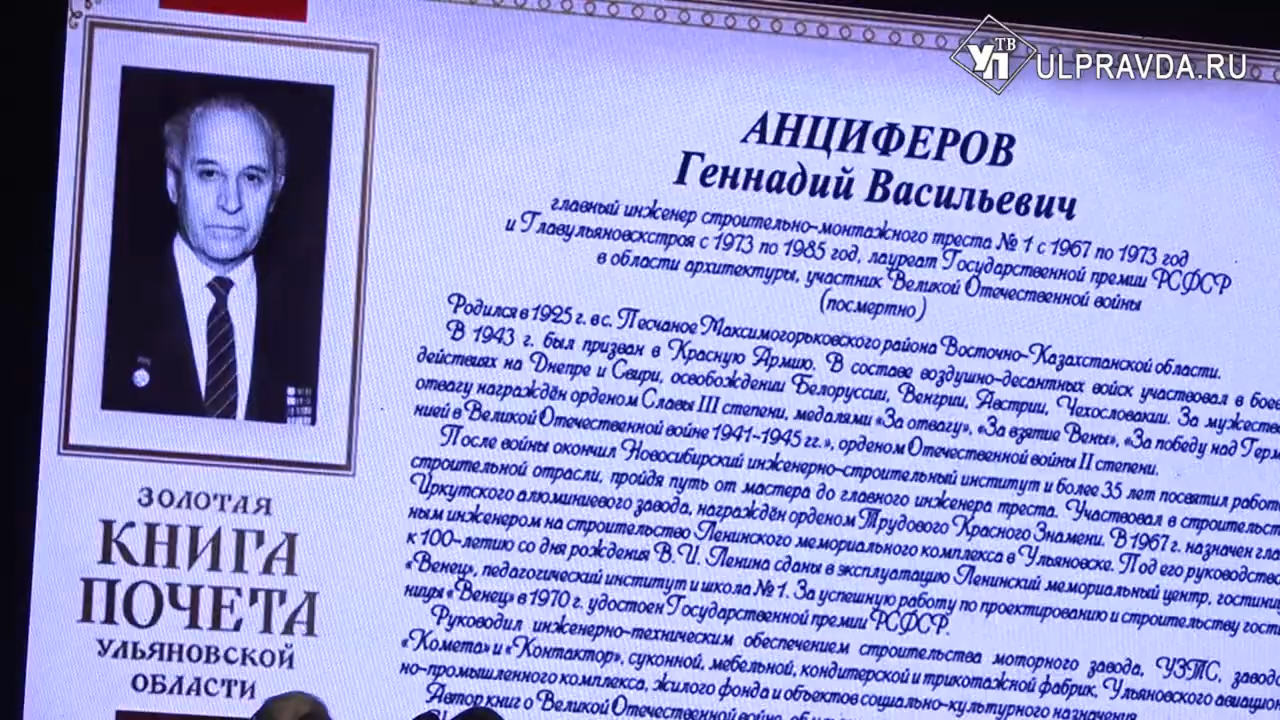 УП ТВ ULPRAVDA.RU
АНЦИФЕРОВ
Геннадий Васильевич
главный инженер строительно-монтажного треста № 1 с 1967 по 1973 год
и Главульяновскстроя с 1973 по 1985 год, лауреат Государственной премии РСФСР
в области архитектуры, участник Великой Отечественной войны
(посмертно)
Родился в 1925 г. в с. Песчаное Максимогорьковского района Восточно-Казахстанской области.
В 1943 г. был призван в Красную Армию. В составе воздушно-десантных войск участвовал в боев
действиях на Днепре и Свири, освобождении Белоруссии, Венгрии, Австрии, Чехословакии. За мужеств
отвагу награждён орденом Славы III степени, медалями «За отвагу», «За взятие Вены», «За победу над Герм
нией в Великой Отечественной войне 1941-1945 гг.», орденом Отечественной войны II степени.
После войны окончил Новосибирский инженерно-строительный институт и более 35 лет посвятил работе
строительной отрасли, пройдя путь от мастера до главного инженера треста. Участвовал в строительст
Иркутского алюминиевого завода, награждён орденом Трудового Красного Знамени. В 1967 г. назначен гла
ным инженером на строительство Ленинского мемориального комплекса в Ульяновске. Под его руководство
к 100-летию со дня рождения В. И. Ленина сданы в эксплуатацию Ленинский мемориальный центр, гостини
«Венец», педагогический институт и школа № 1. За успешную работу по проектированию и строительству гост
ницы «Венец» в 1970 г. удостоен Государственной премии РСФСР.
Руководил инженерно-техническим обеспечением строительства моторного завода, УЗТС, заводо
«Комета» и «Контактор», суконной, мебельной, кондитерской и трикотажной фабрик, Ульяновского авиацион
но-промышленного комплекса, жилого фонда и объектов социально-культурного назначения.
Автор книг о Великой Отечественной войне,
ЗОЛОТАЯ
КНИГА
ПОЧЕТА
УЛЬЯНОВСКОЙ
ОБЛАСТИ